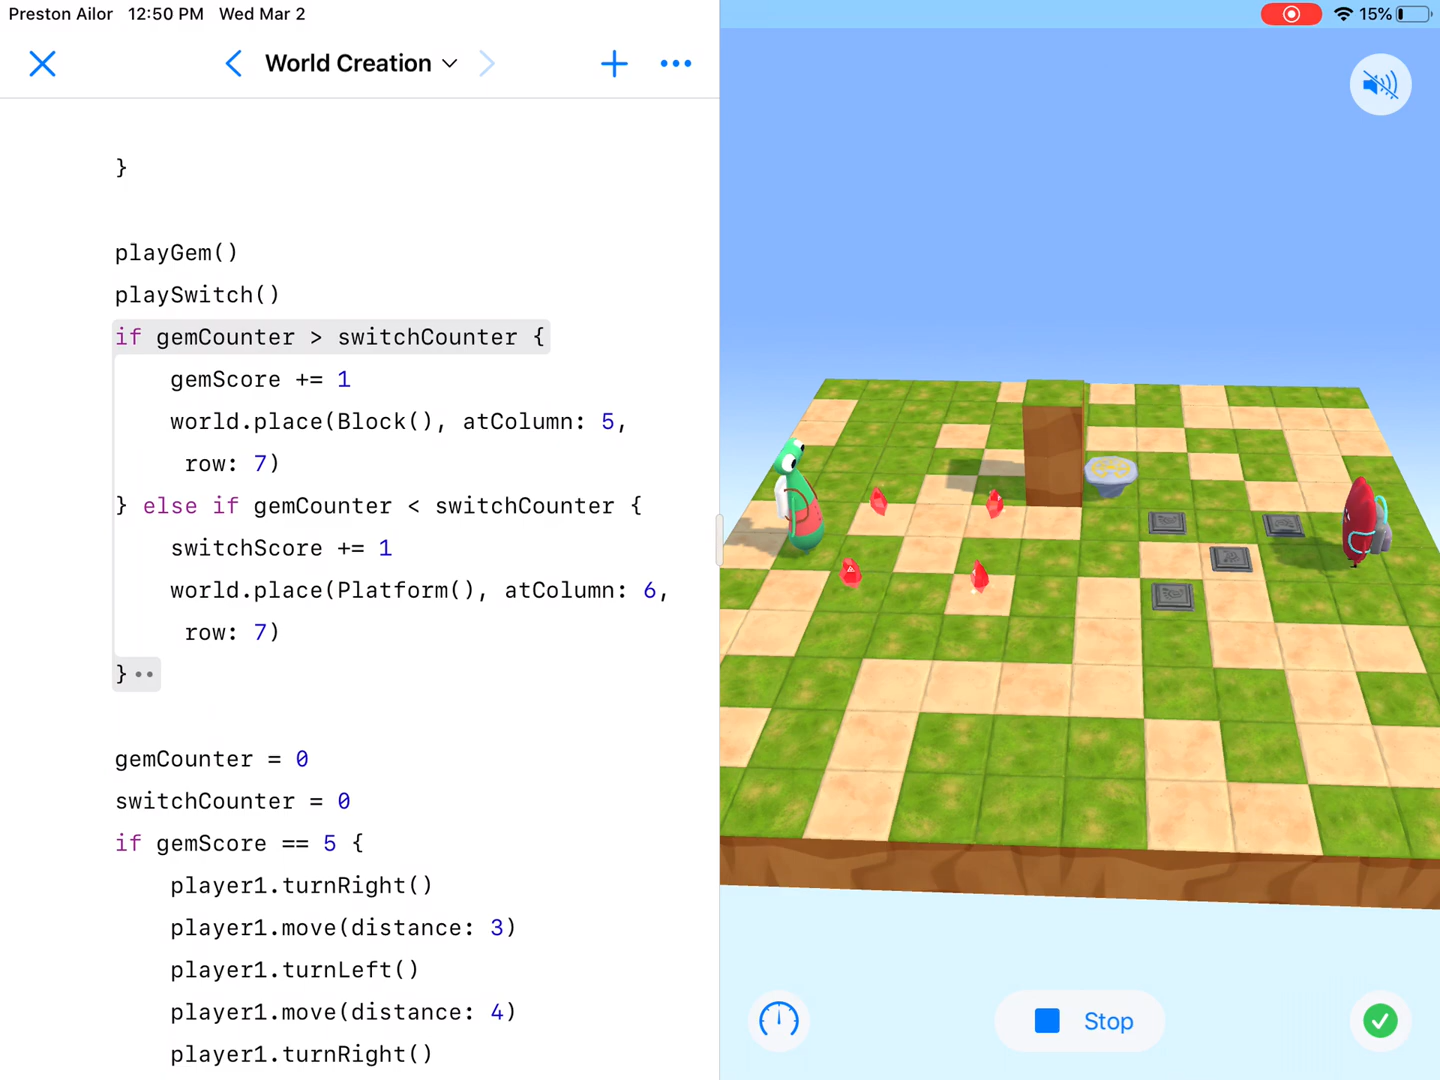 Preston Ailor 12:50 PM Wed Mar 2
15%
World Creation
}
playGem()
playSwitch()
if gemCounter > switchCounter {
gemScore += 1
world.place(Block(), atColumn: 5,
row: 7)
} else if gemCounter < switchCounter {
switchScore += 1
world.place(Platform(), atColumn: 6,
row: 7)
}
gemCounter = 0
switchCounter = 0
if gemScore == 5 {
player1.turnRight()
player1.move(distance: 3)
player1.turnLeft()
player1.move(distance: 4)
player1.turnRight()
Stop